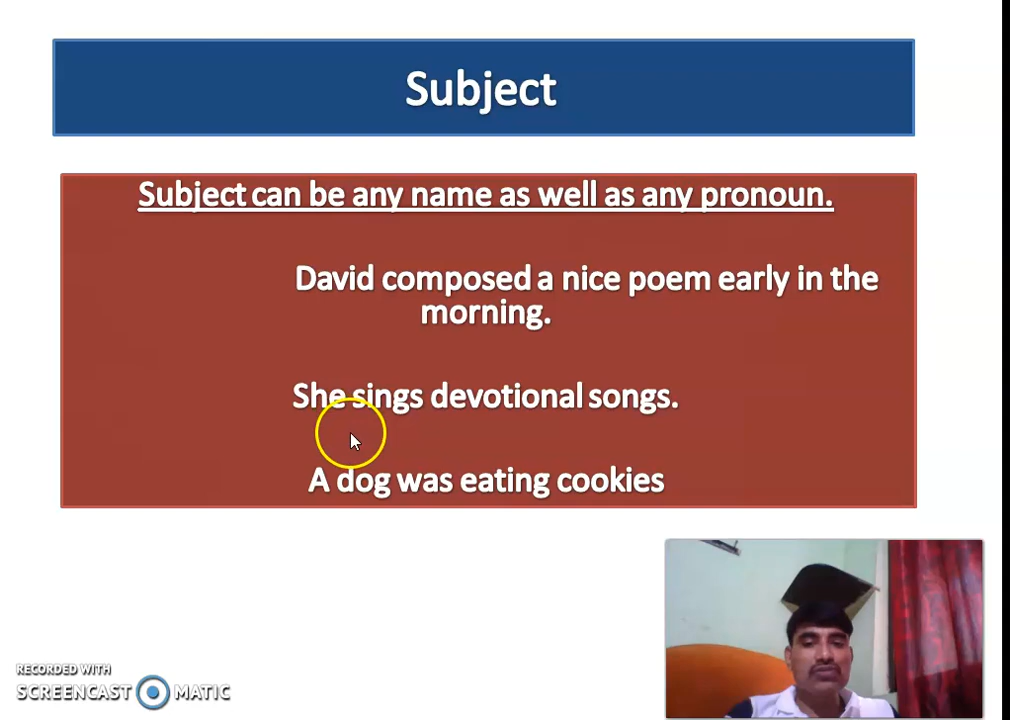 Subject
Subject can be any name as well as any pronoun.
David composed a nice poem early in the
morning.
She sings devotional songs.
A dog was eating cookies
RECORDED WITH
SCREENCAST MATIC